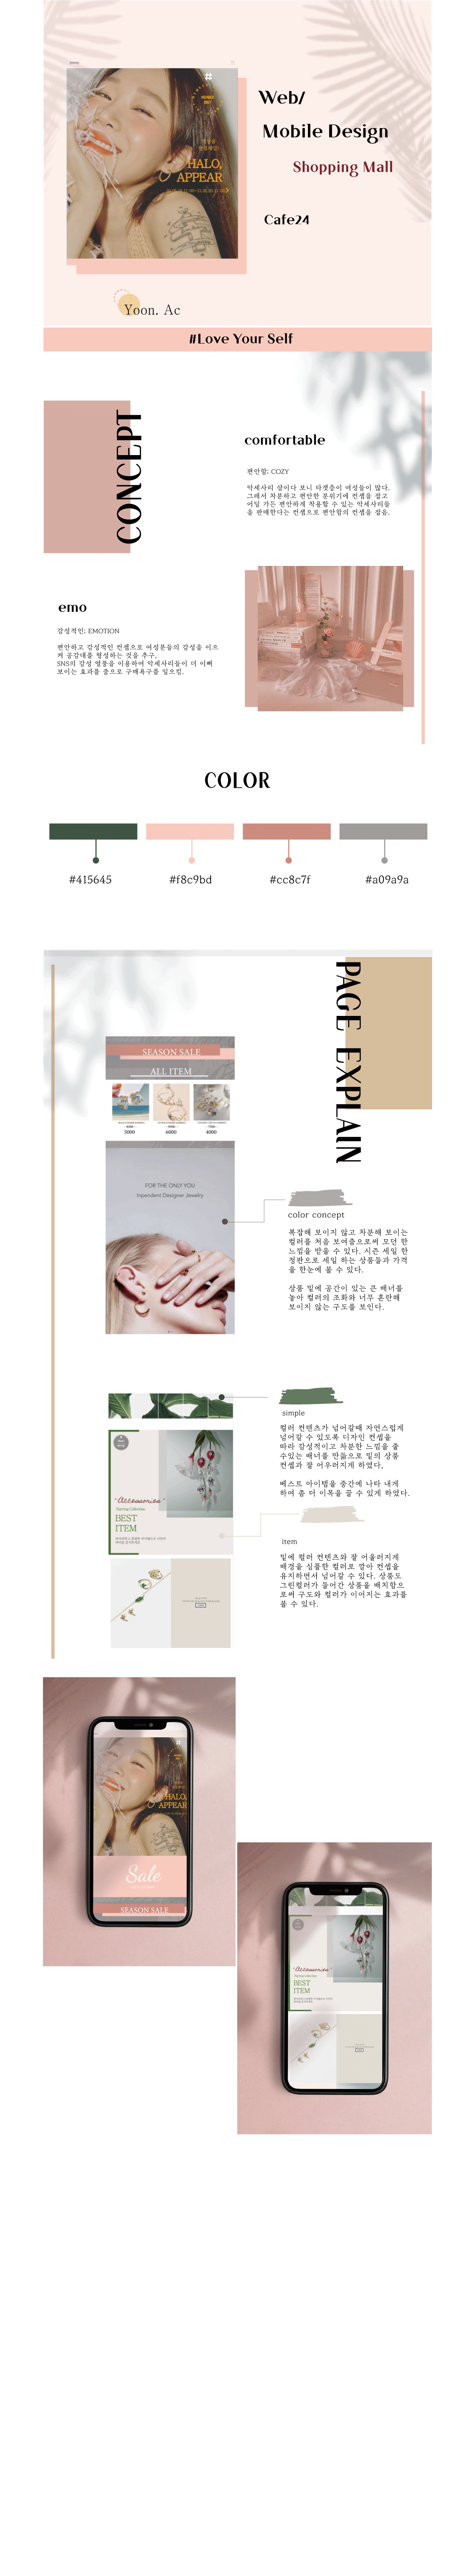 #
HALO,
APPEAR
Web/
Mobile Design
Shopping Mall
Cafe24
Yoon. Ac
#Love Your Self
CONCEPT
comfortable
편안함; COZY
악세사리 샵이다 보니 타겟층이 여성들이 많다.
그래서 차분하고 편안한 분위기에 컨셉을 잡고
어딜 가든 편안하게 착용할 수 있는 악세사리들
을 판매한다는 컨셉으로 편안함의 컨셉을 잡음.
emo
감성적인; EMOTION
편안하고 감성적인 컨셉으로 여성분들의 감성을 이으
켜 공감대를 형성하는 것을 추구.
SNS의 감성 열풍을 이용하여 악세사리들이 더 이뻐
보이는 효과를 줌으로 구매욕구를 일으킴.
COLOR
#415645
#f8c9bd
#cc8c7f
#a09a9a
PAGE EXPLAIN
SEASON SALE
ALL ITEM
5000
6000
4000
FOR THE ONLY YOU
Inpendent Designer Jewelry
color concept
복잡해 보이지 않고 차분해 보이는
컬러를 처음 보여줌으로써 모던 한
느낌을 받을 수 있다. 시즌 세일 한
정판으로 세일 하는 상품들과 가격
을 한눈에 볼 수 있다.
상품 밑에 공간이 있는 큰 배너를
놓아 컬러의 조화와 너무 혼란해
보이지 않는 구도를 보인다.
simple
컬러 컨텐츠가 넘어갈때 자연스럽게
넘어갈 수 있도록 디자인 컨셉을
따라 감성적이고 차분한 느낌을 줄
수있는 배너를 만듦으로 밑의 상품
컨셉과 잘 어우러지게 하였다.
베스트 아이템을 중간에 나타 내게
하여 좀 더 이목을 끌 수 있게 하였다.
"Accessories"
Earring Collection
BEST
ITEM
item
밑에 컬러 컨텐츠와 잘 어울러지게
배경을 심플한 컬러로 깔아 컨셉을
유지하면서 넘어갈 수 있다. 상품도
그린컬러가 들어간 상품을 배치함으
로써 구도와 컬러가 이어지는 효과를
볼 수 있다.
#
HALO,
APPEAR
Sale
SEASON SALE
"Accessories"
Earring Collection
BEST
ITEM